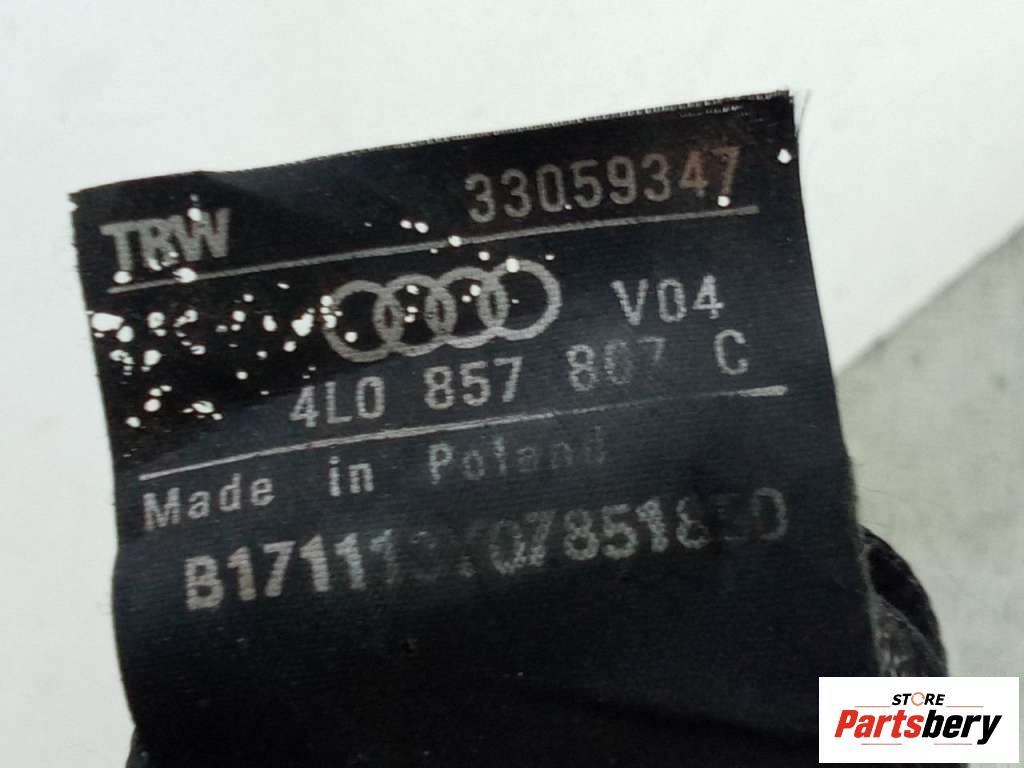 TRW 33059347
V04
4L0 857 807 C
Made in Poland
STORE
Partsbery